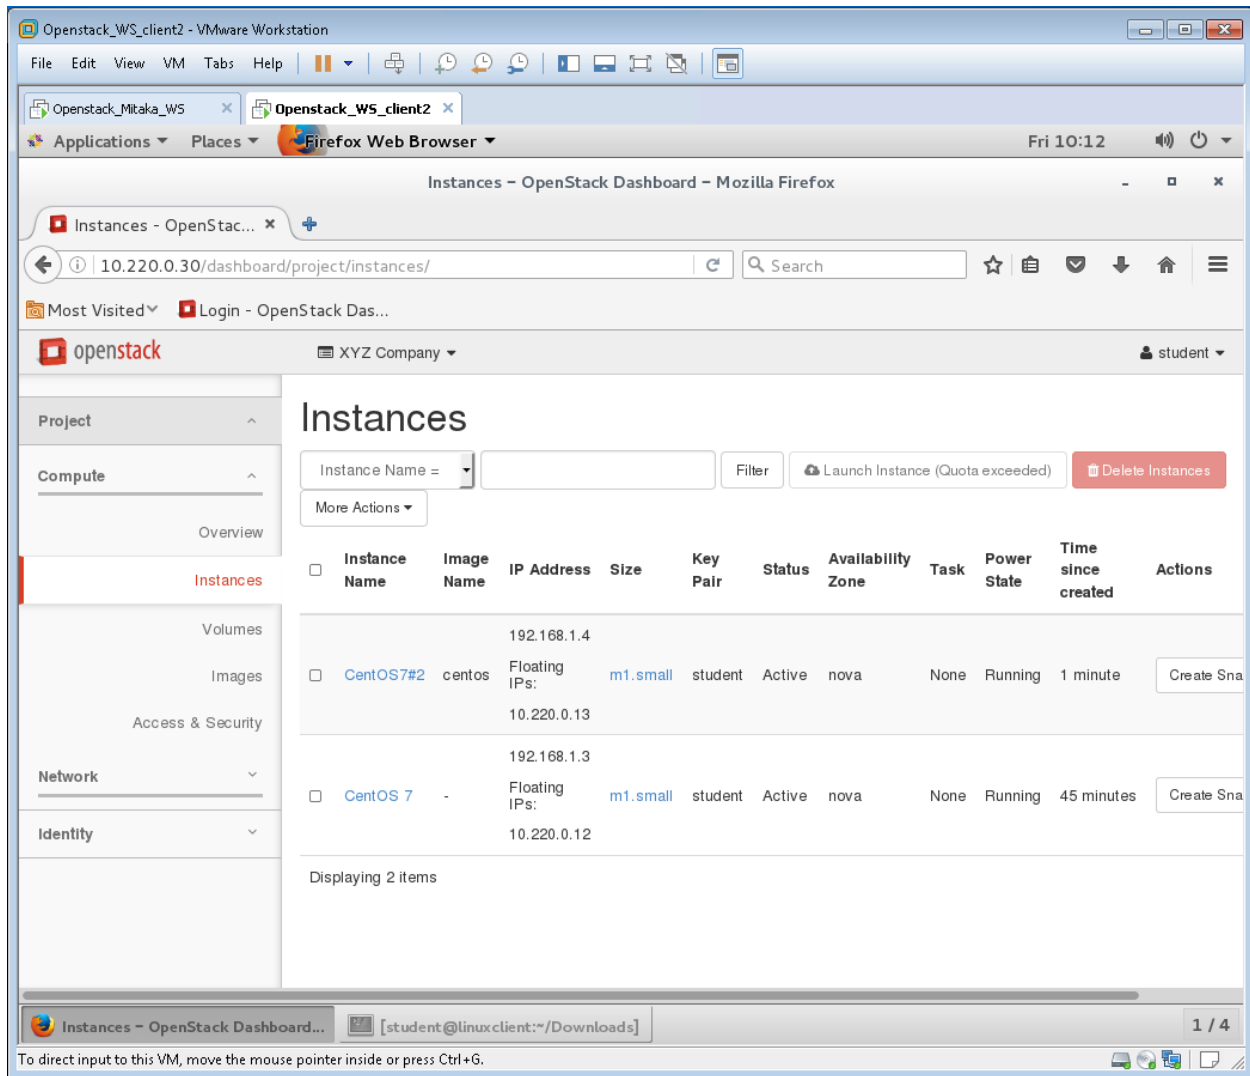 Openstack_WS_client2 - VMware Workstation
File Edit View VM Tabs Help
Openstack_Mitaka_WS × Openstack_WS_client2 ×
Applications Places Firefox Web Browser Fri 10:12
Instances - OpenStack Dashboard - Mozilla Firefox
Instances - OpenStac... ×
10.220.0.30/dashboard/project/instances/ Search
Most Visited Login - OpenStack Das...
openstack XYZ Company student
Project
Compute
Overview
Instances
Volumes
Images
Access & Security
Network
Identity
Instances
Instance Name = Filter Launch Instance (Quota exceeded) Delete Instances
More Actions
Instance Name Image Name IP Address Size Key Pair Status Availability Zone Task Power State Time since created Actions
192.168.1.4
CentOS7#2 centos Floating IPs: m1.small student Active nova None Running 1 minute Create Sna
10.220.0.13
192.168.1.3
CentOS 7 - Floating IPs: m1.small student Active nova None Running 45 minutes Create Sna
10.220.0.12
Displaying 2 items
Instances - OpenStack Dashboard... [student@linuxclient:~/Downloads] 1 / 4
To direct input to this VM, move the mouse pointer inside or press Ctrl+G.